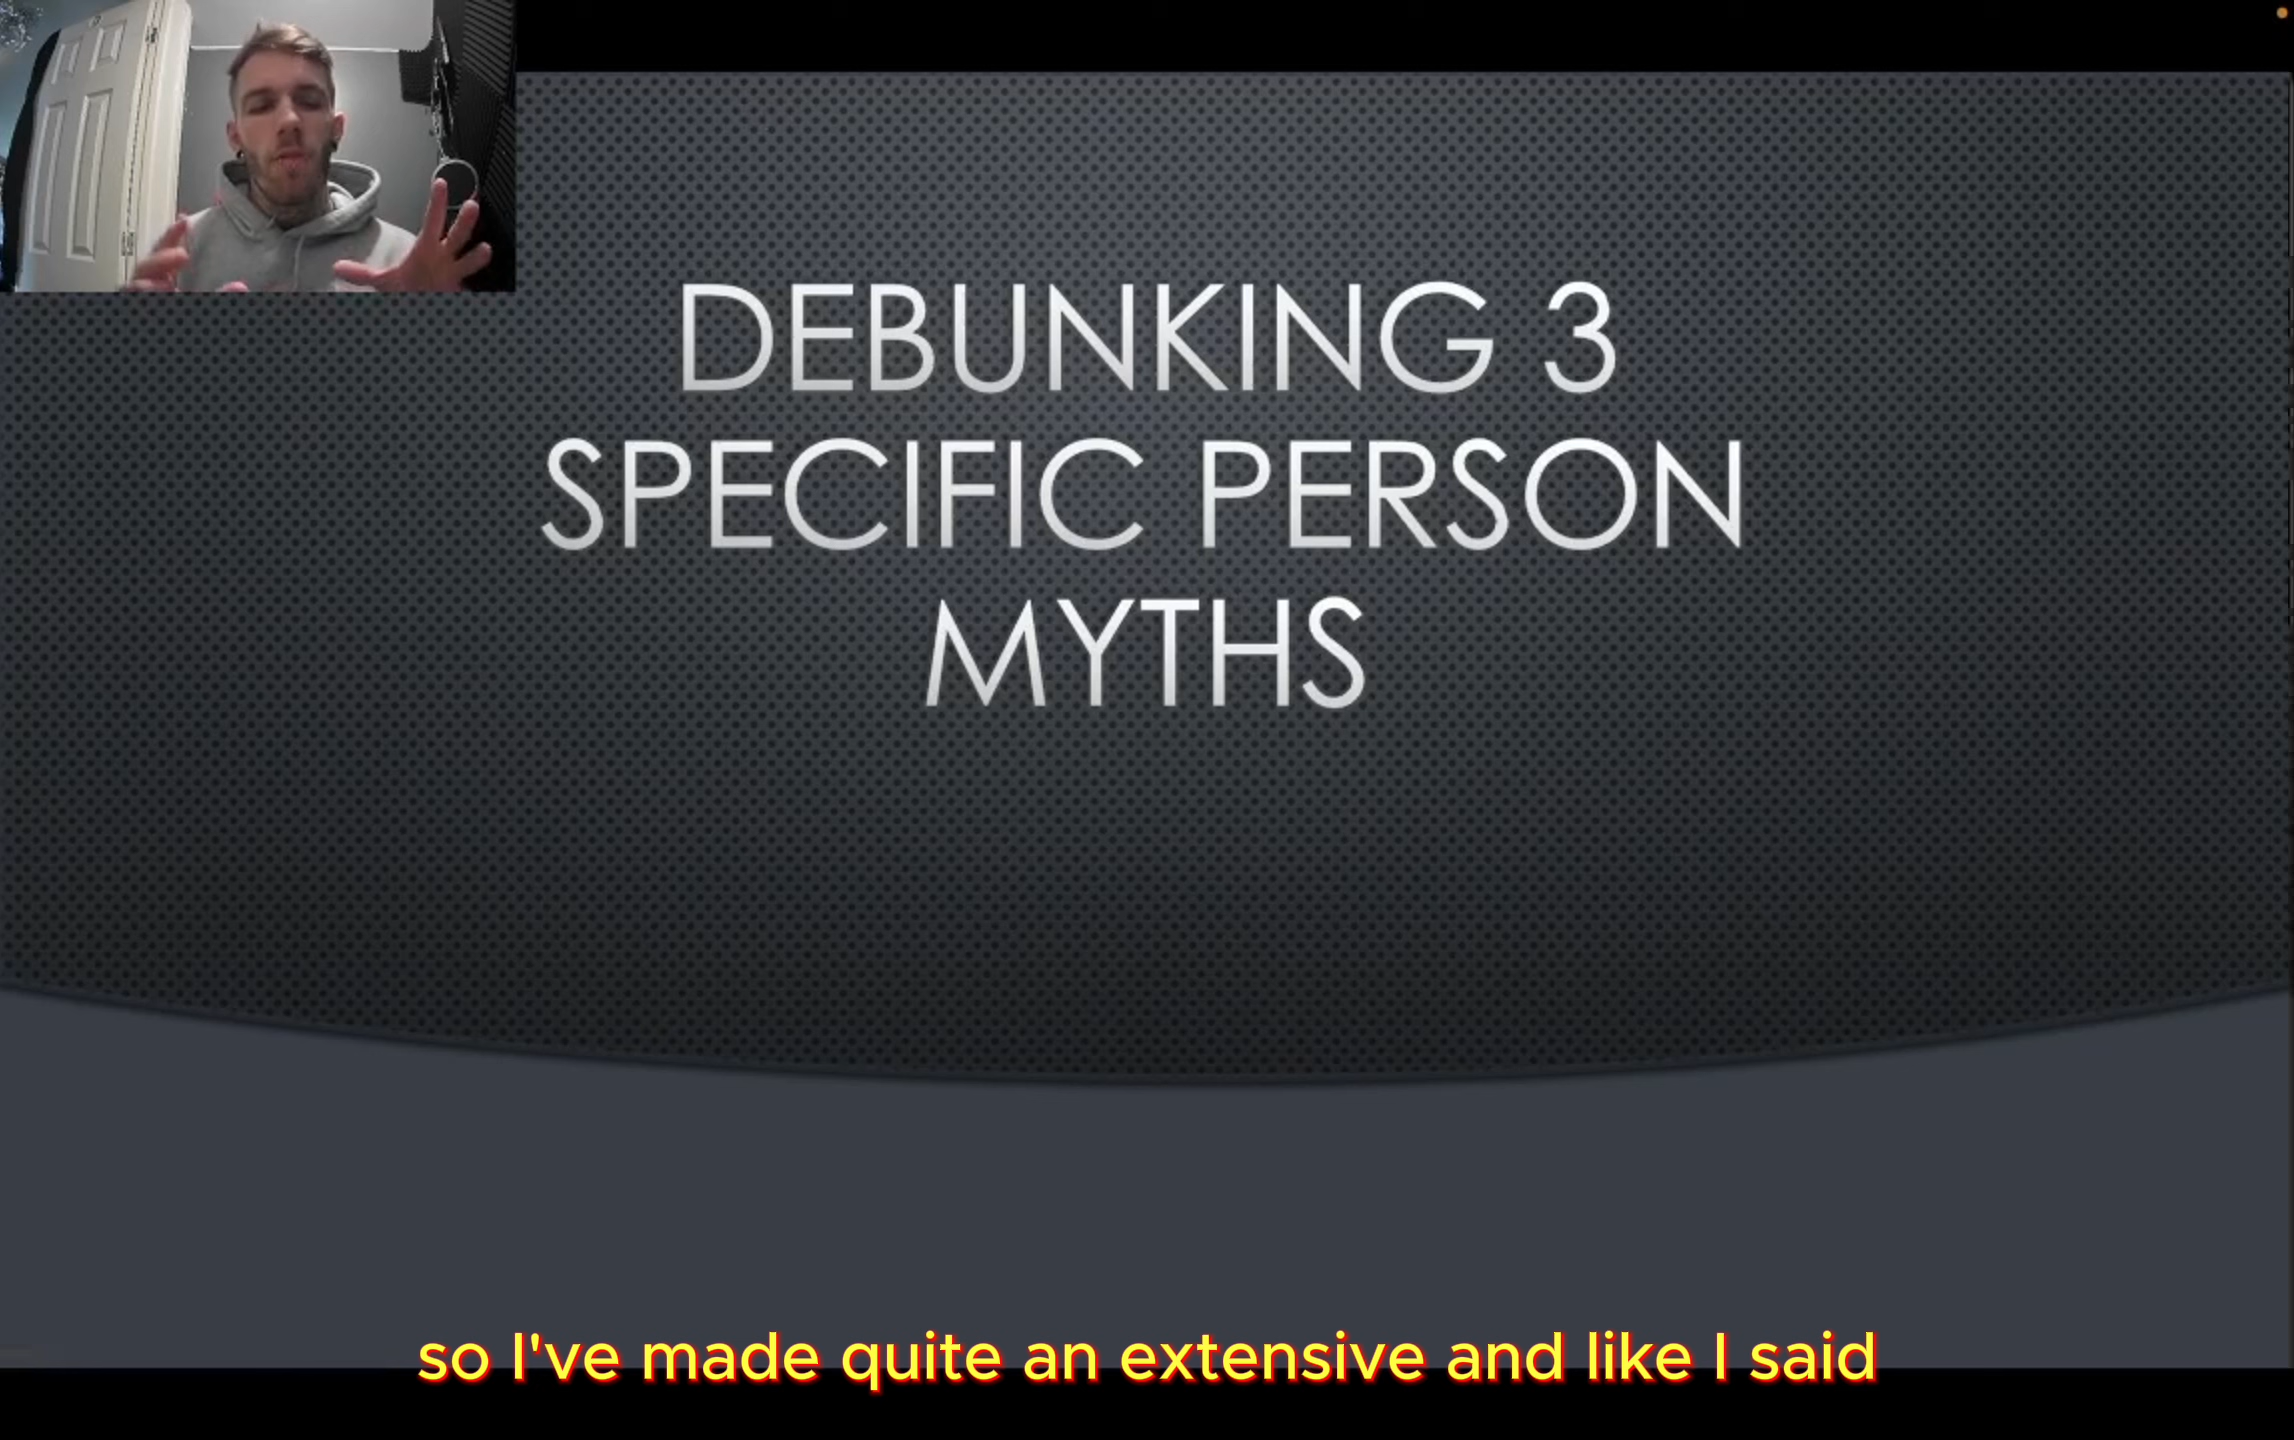 DEBUNKING 3
SPECIFIC PERSON
MYTHS
so I've made quite an extensive and like I said